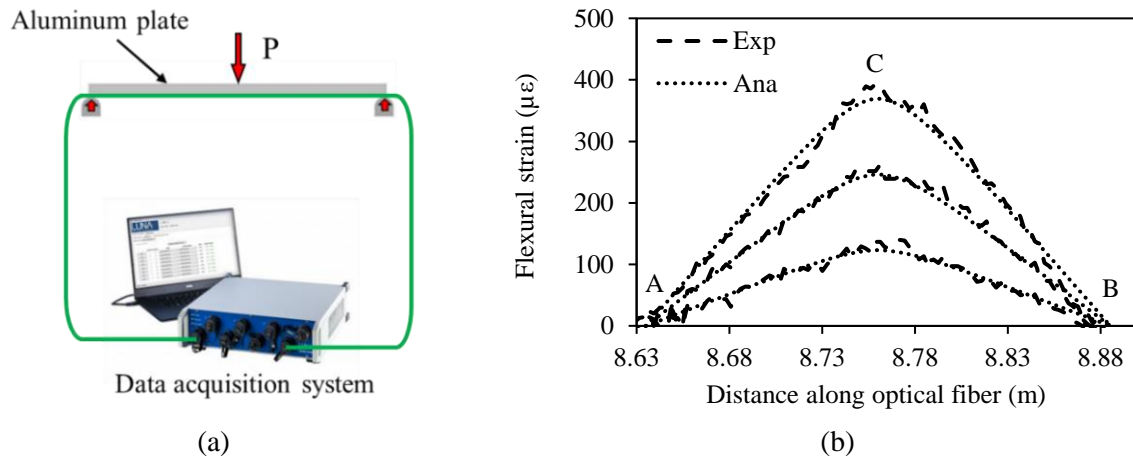 Aluminum plate
P
LUNA
Data acquisition system
(a)
500
400
300
200
100
0
Flexural strain (µε)
Exp
Ana
C
A
B
8.63 8.68 8.73 8.78 8.83 8.88
Distance along optical fiber (m)
(b)